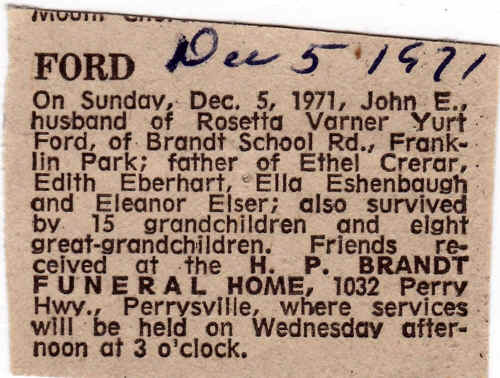 FORD Dec 5 1971
On Sunday, Dec. 5, 1971, John E.,
husband of Rosetta Varner Yurt
Ford, of Brandt School Rd., Frank-
lin Park; father of Ethel Crerar,
Edith Eberhart, Ella Eshenbaugh
and Eleanor Elser; also survived
by 15 grandchildren and eight
great-grandchildren. Friends re-
ceived at the H. P. BRANDT
FUNERAL HOME, 1032 Perry
Hwy., Perrysville, where services
will be held on Wednesday after-
noon at 3 o'clock.